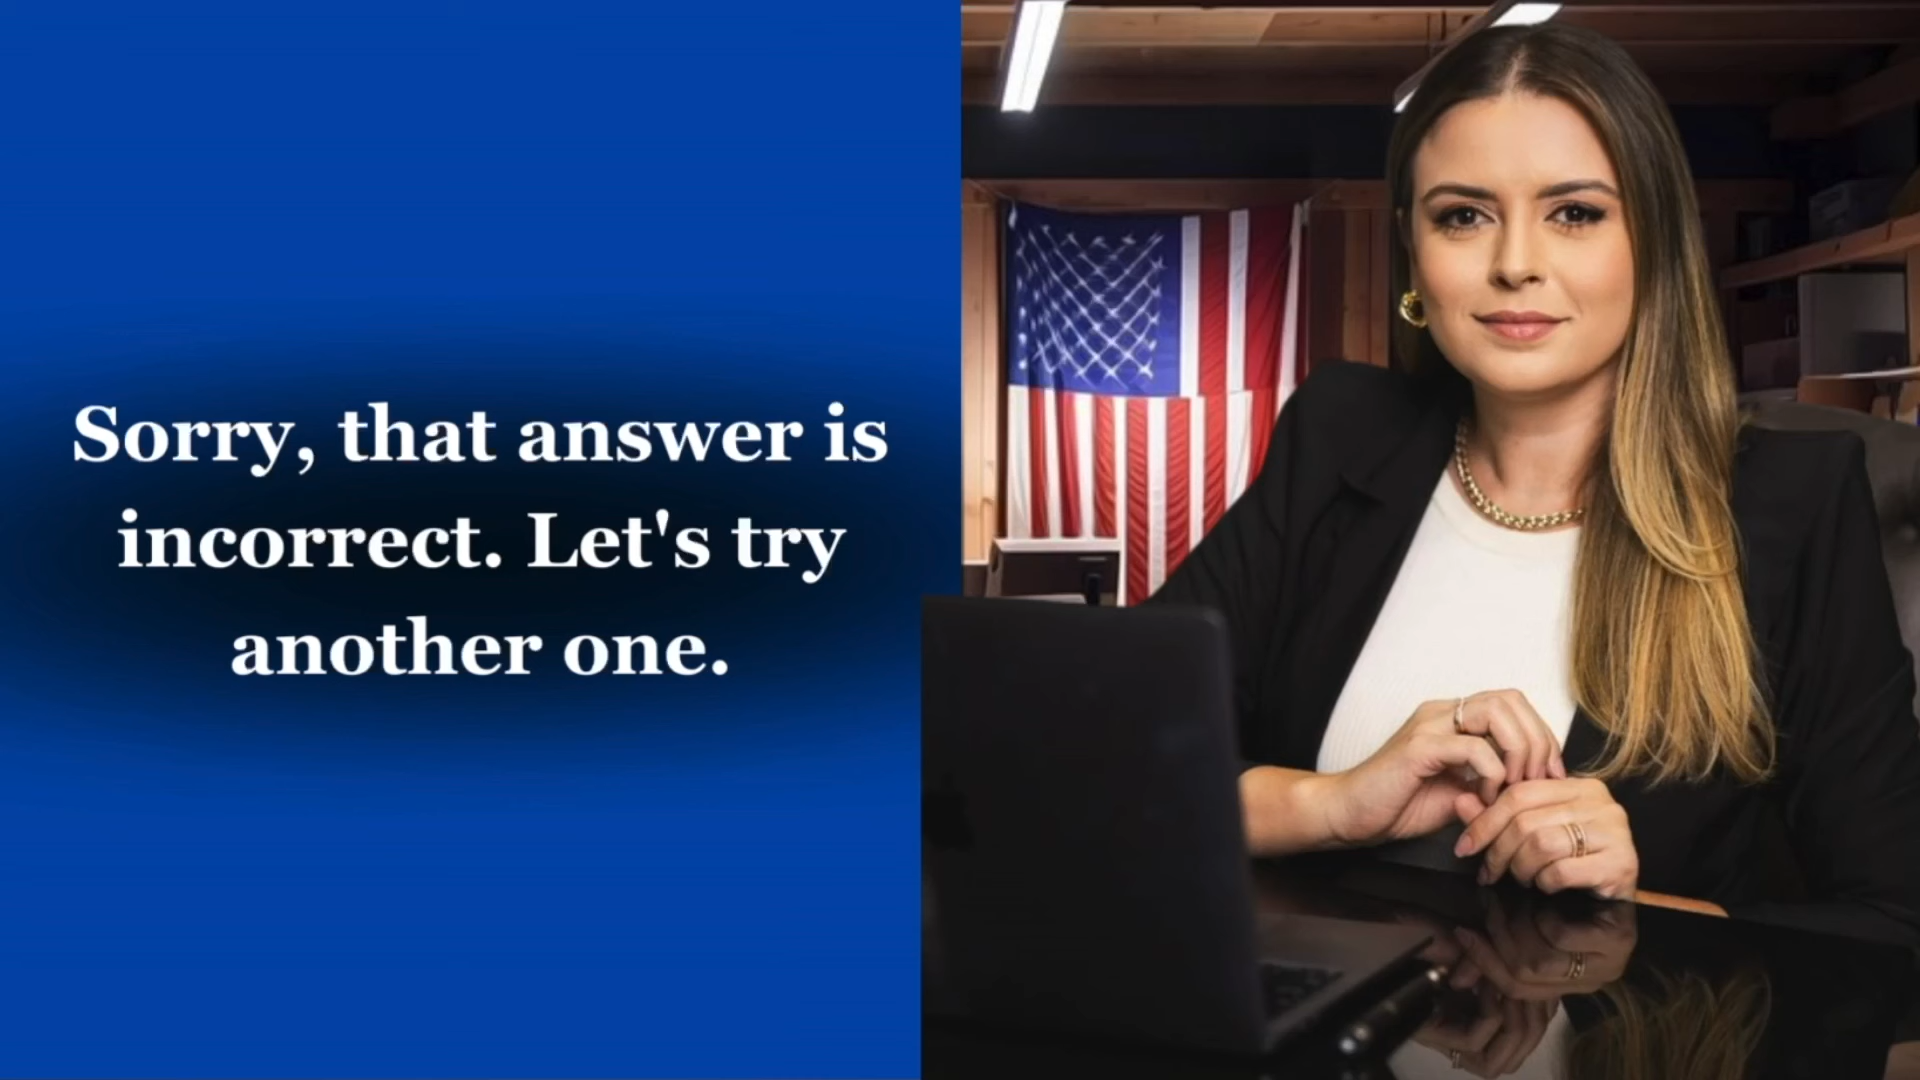 Sorry, that answer is
incorrect. Let's try
another one.